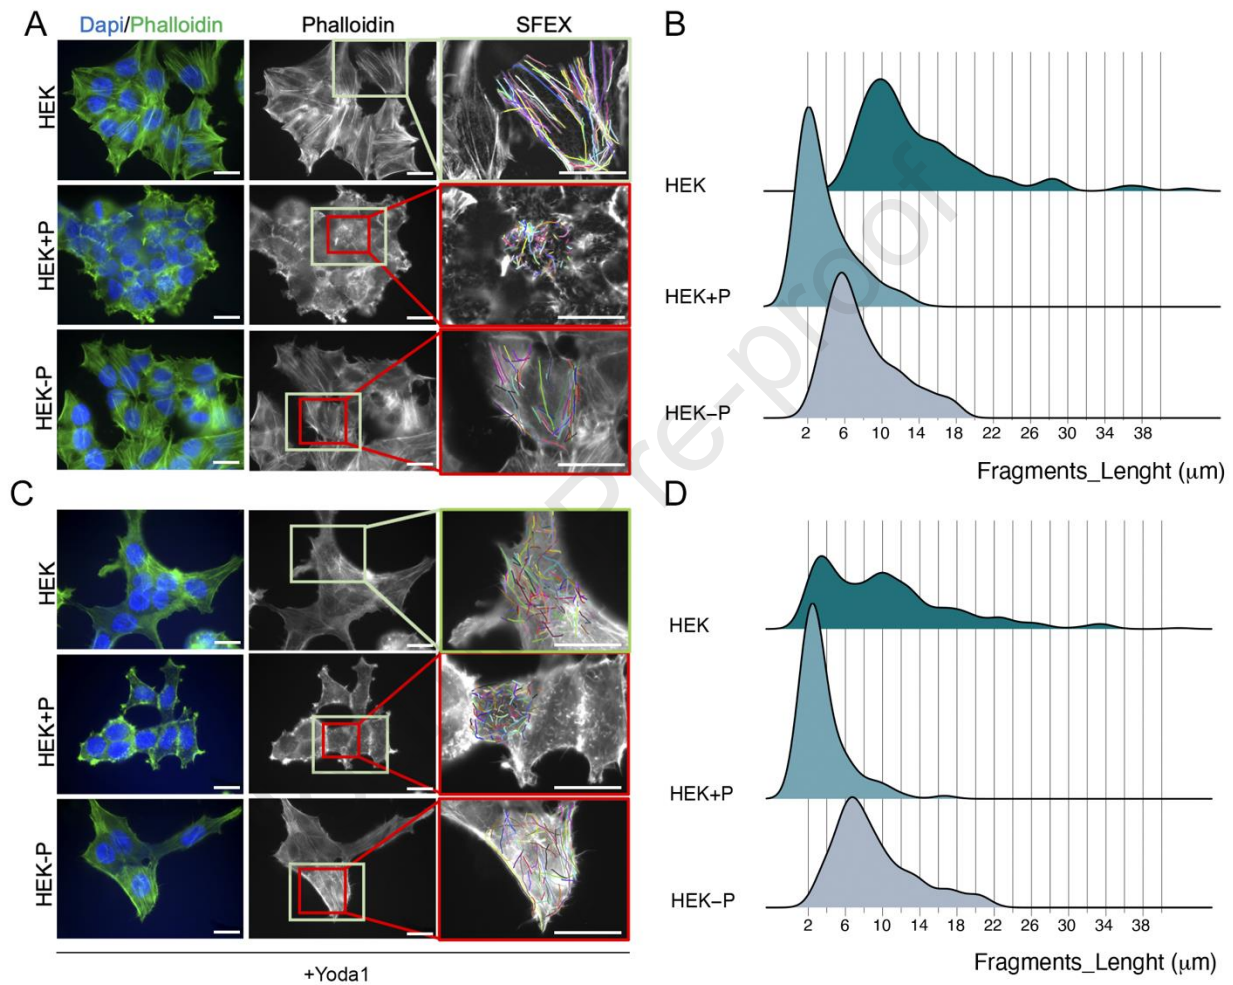 A
Dapi/Phalloidin
Phalloidin
SFEX
HEK
HEK+P
HEK-P
B
HEK
HEK+P
HEK−P
2 6 10 14 18 22 26 30 34 38
Fragments_Lenght (μm)
C
HEK
HEK+P
HEK-P
+Yoda1
D
HEK
HEK+P
HEK−P
2 6 10 14 18 22 26 30 34 38
Fragments_Lenght (μm)
Pre-proof